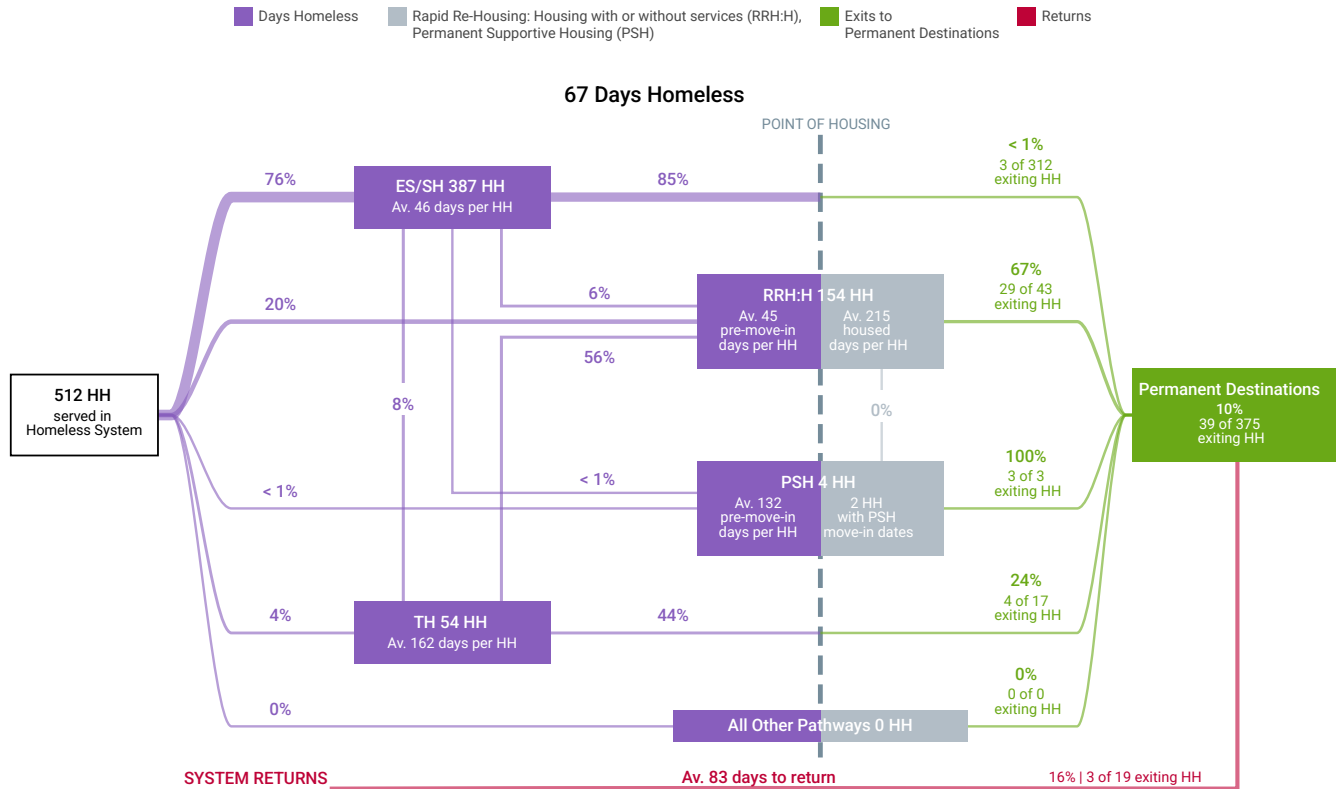 Days Homeless
Rapid Re-Housing: Housing with or without services (RRH:H),
Permanent Supportive Housing (PSH)
Exits to
Permanent Destinations
Returns
67 Days Homeless
POINT OF HOUSING
76%
ES/SH 387 HH
Av. 46 days per HH
85%
< 1%
3 of 312
exiting HH
20%
6%
56%
RRH:H 154 HH
Av. 45
pre-move-in
days per HH
Av. 215
housed
days per HH
67%
29 of 43
exiting HH
512 HH
served in
Homeless System
8%
0%
Permanent Destinations
10%
39 of 375
exiting HH
< 1%
< 1%
PSH 4 HH
Av. 132
pre-move-in
days per HH
2 HH
with PSH
move-in dates
100%
3 of 3
exiting HH
4%
TH 54 HH
Av. 162 days per HH
44%
24%
4 of 17
exiting HH
0%
All Other Pathways 0 HH
0%
0 of 0
exiting HH
SYSTEM RETURNS
Av. 83 days to return
16% | 3 of 19 exiting HH